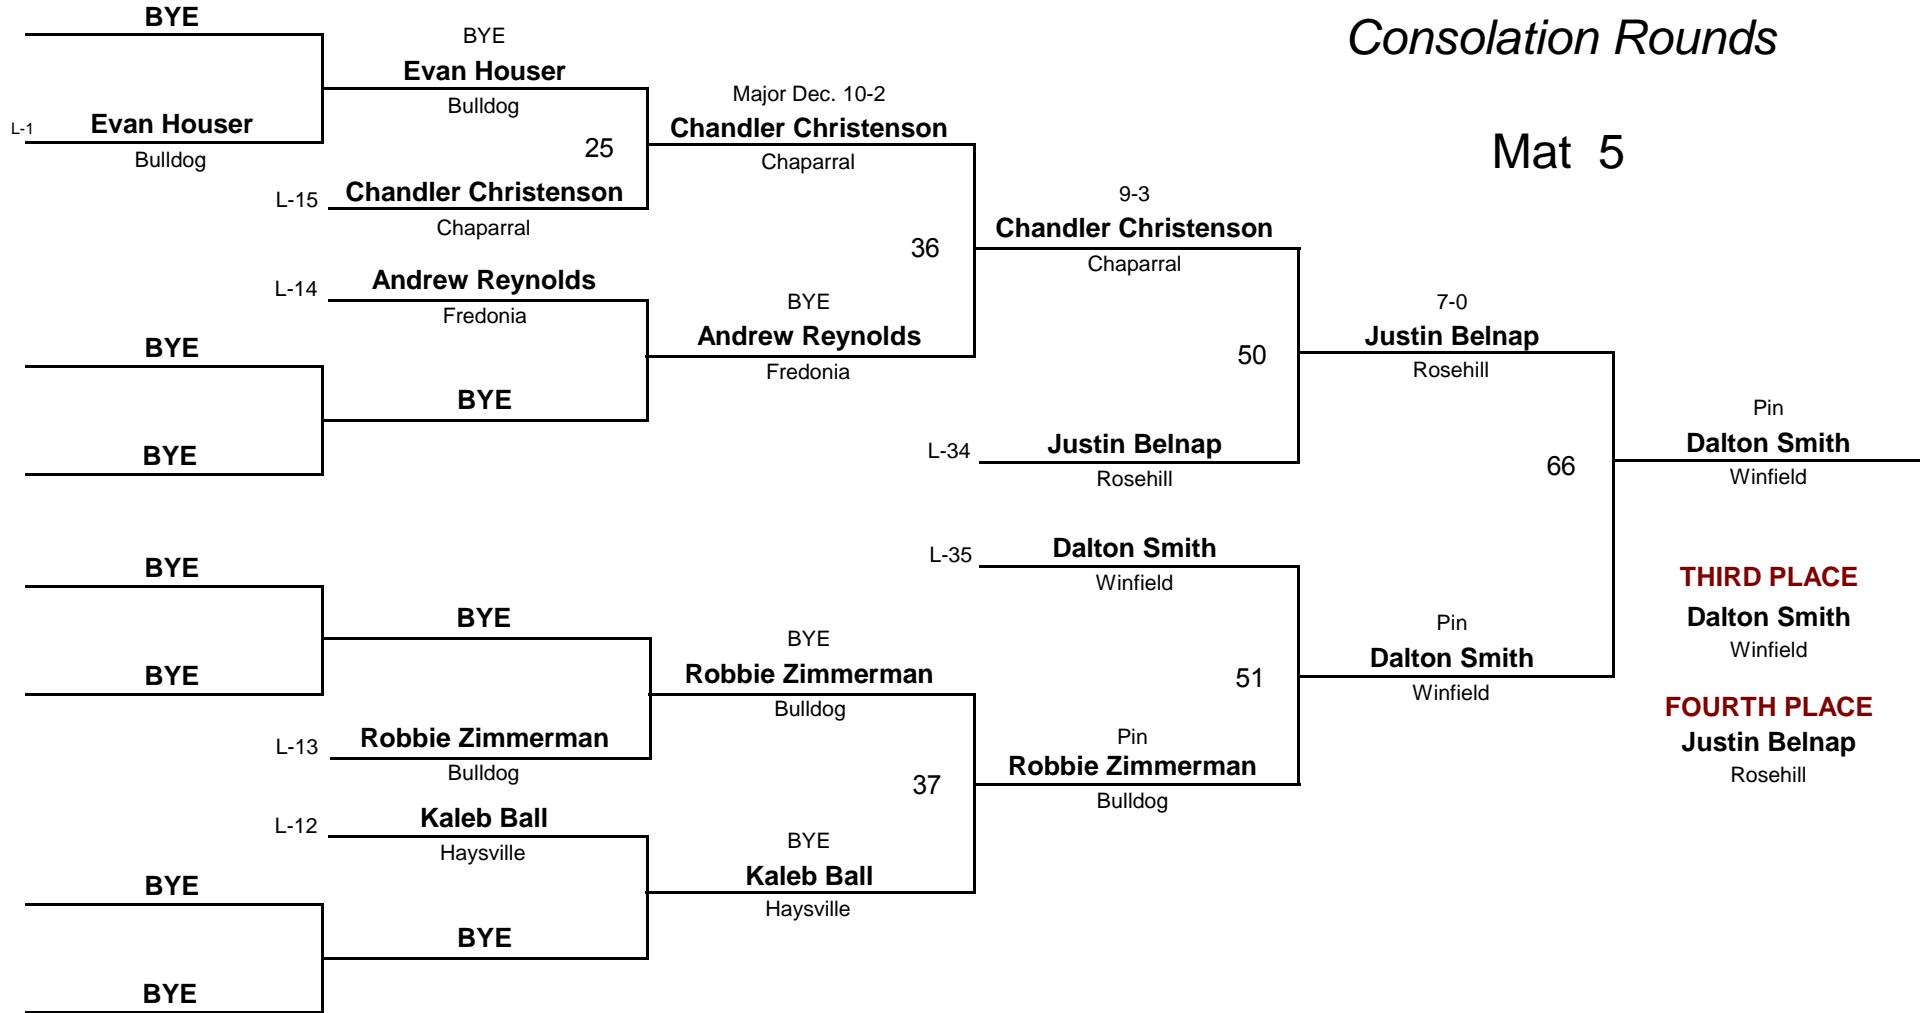 Consolation Rounds
Mat 5
BYE
L-1 Evan Houser
Bulldog
BYE
BYE
BYE
BYE
BYE
BYE
BYE
Evan Houser
Bulldog
25
L-15 Chandler Christenson
Chaparral
L-14 Andrew Reynolds
Fredonia
BYE
BYE
L-13 Robbie Zimmerman
Bulldog
L-12 Kaleb Ball
Haysville
BYE
Major Dec. 10-2
Chandler Christenson
Chaparral
36
BYE
Andrew Reynolds
Fredonia
BYE
Robbie Zimmerman
Bulldog
37
BYE
Kaleb Ball
Haysville
9-3
Chandler Christenson
Chaparral
50
L-34 Justin Belnap
Rosehill
L-35 Dalton Smith
Winfield
51
Pin
Robbie Zimmerman
Bulldog
7-0
Justin Belnap
Rosehill
66
Pin
Dalton Smith
Winfield
Pin
Dalton Smith
Winfield
THIRD PLACE
Dalton Smith
Winfield
FOURTH PLACE
Justin Belnap
Rosehill